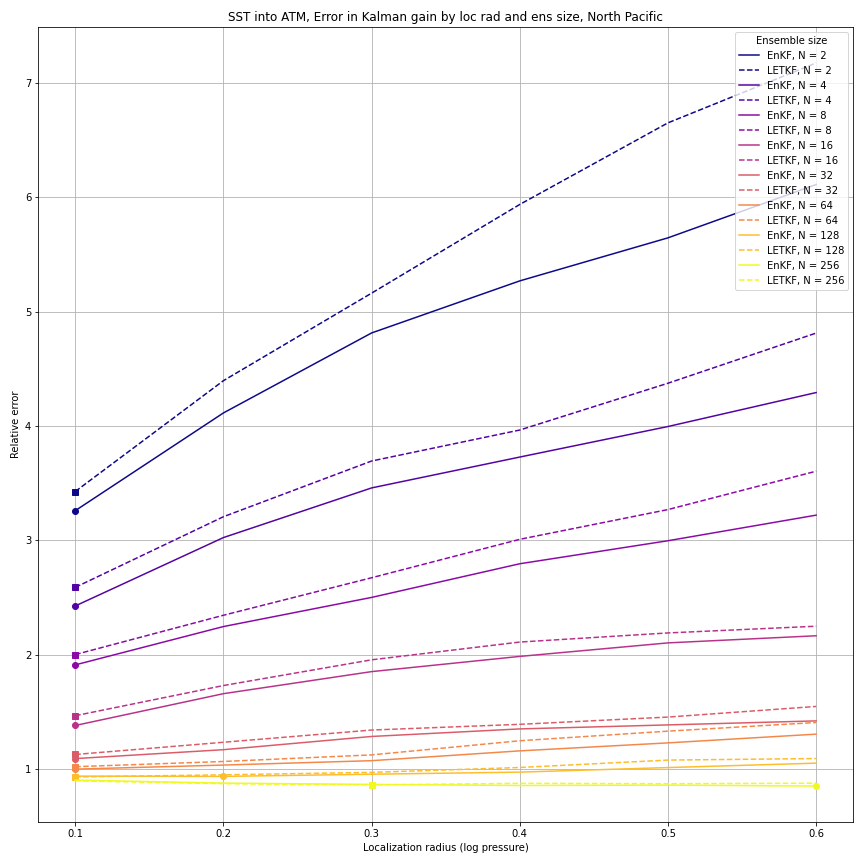 SST into ATM, Error in Kalman gain by loc rad and ens size, North Pacific
Ensemble size
EnKF, N = 2
LETKF, N = 2
EnKF, N = 4
LETKF, N = 4
EnKF, N = 8
LETKF, N = 8
EnKF, N = 16
LETKF, N = 16
EnKF, N = 32
LETKF, N = 32
EnKF, N = 64
LETKF, N = 64
EnKF, N = 128
LETKF, N = 128
EnKF, N = 256
LETKF, N = 256
Relative error
7
6
5
4
3
2
1
0.1 0.2 0.3 0.4 0.5 0.6
Localization radius (log pressure)